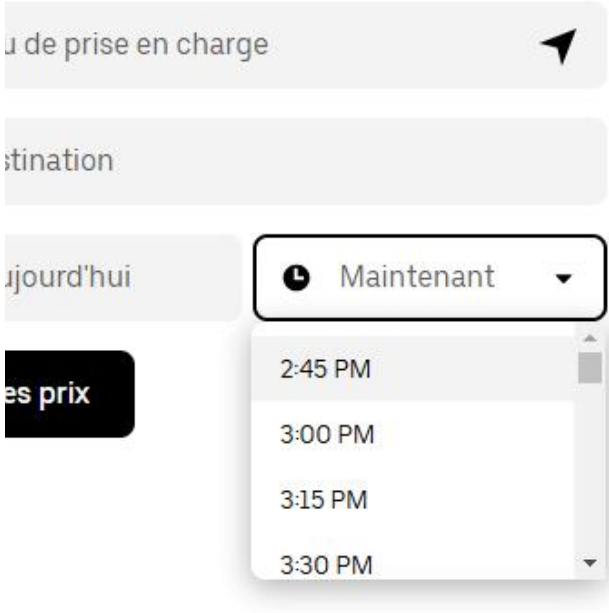 u de prise en charge
stination
ujourd'hui
Maintenant
es prix
2:45 PM
3:00 PM
3:15 PM
3:30 PM